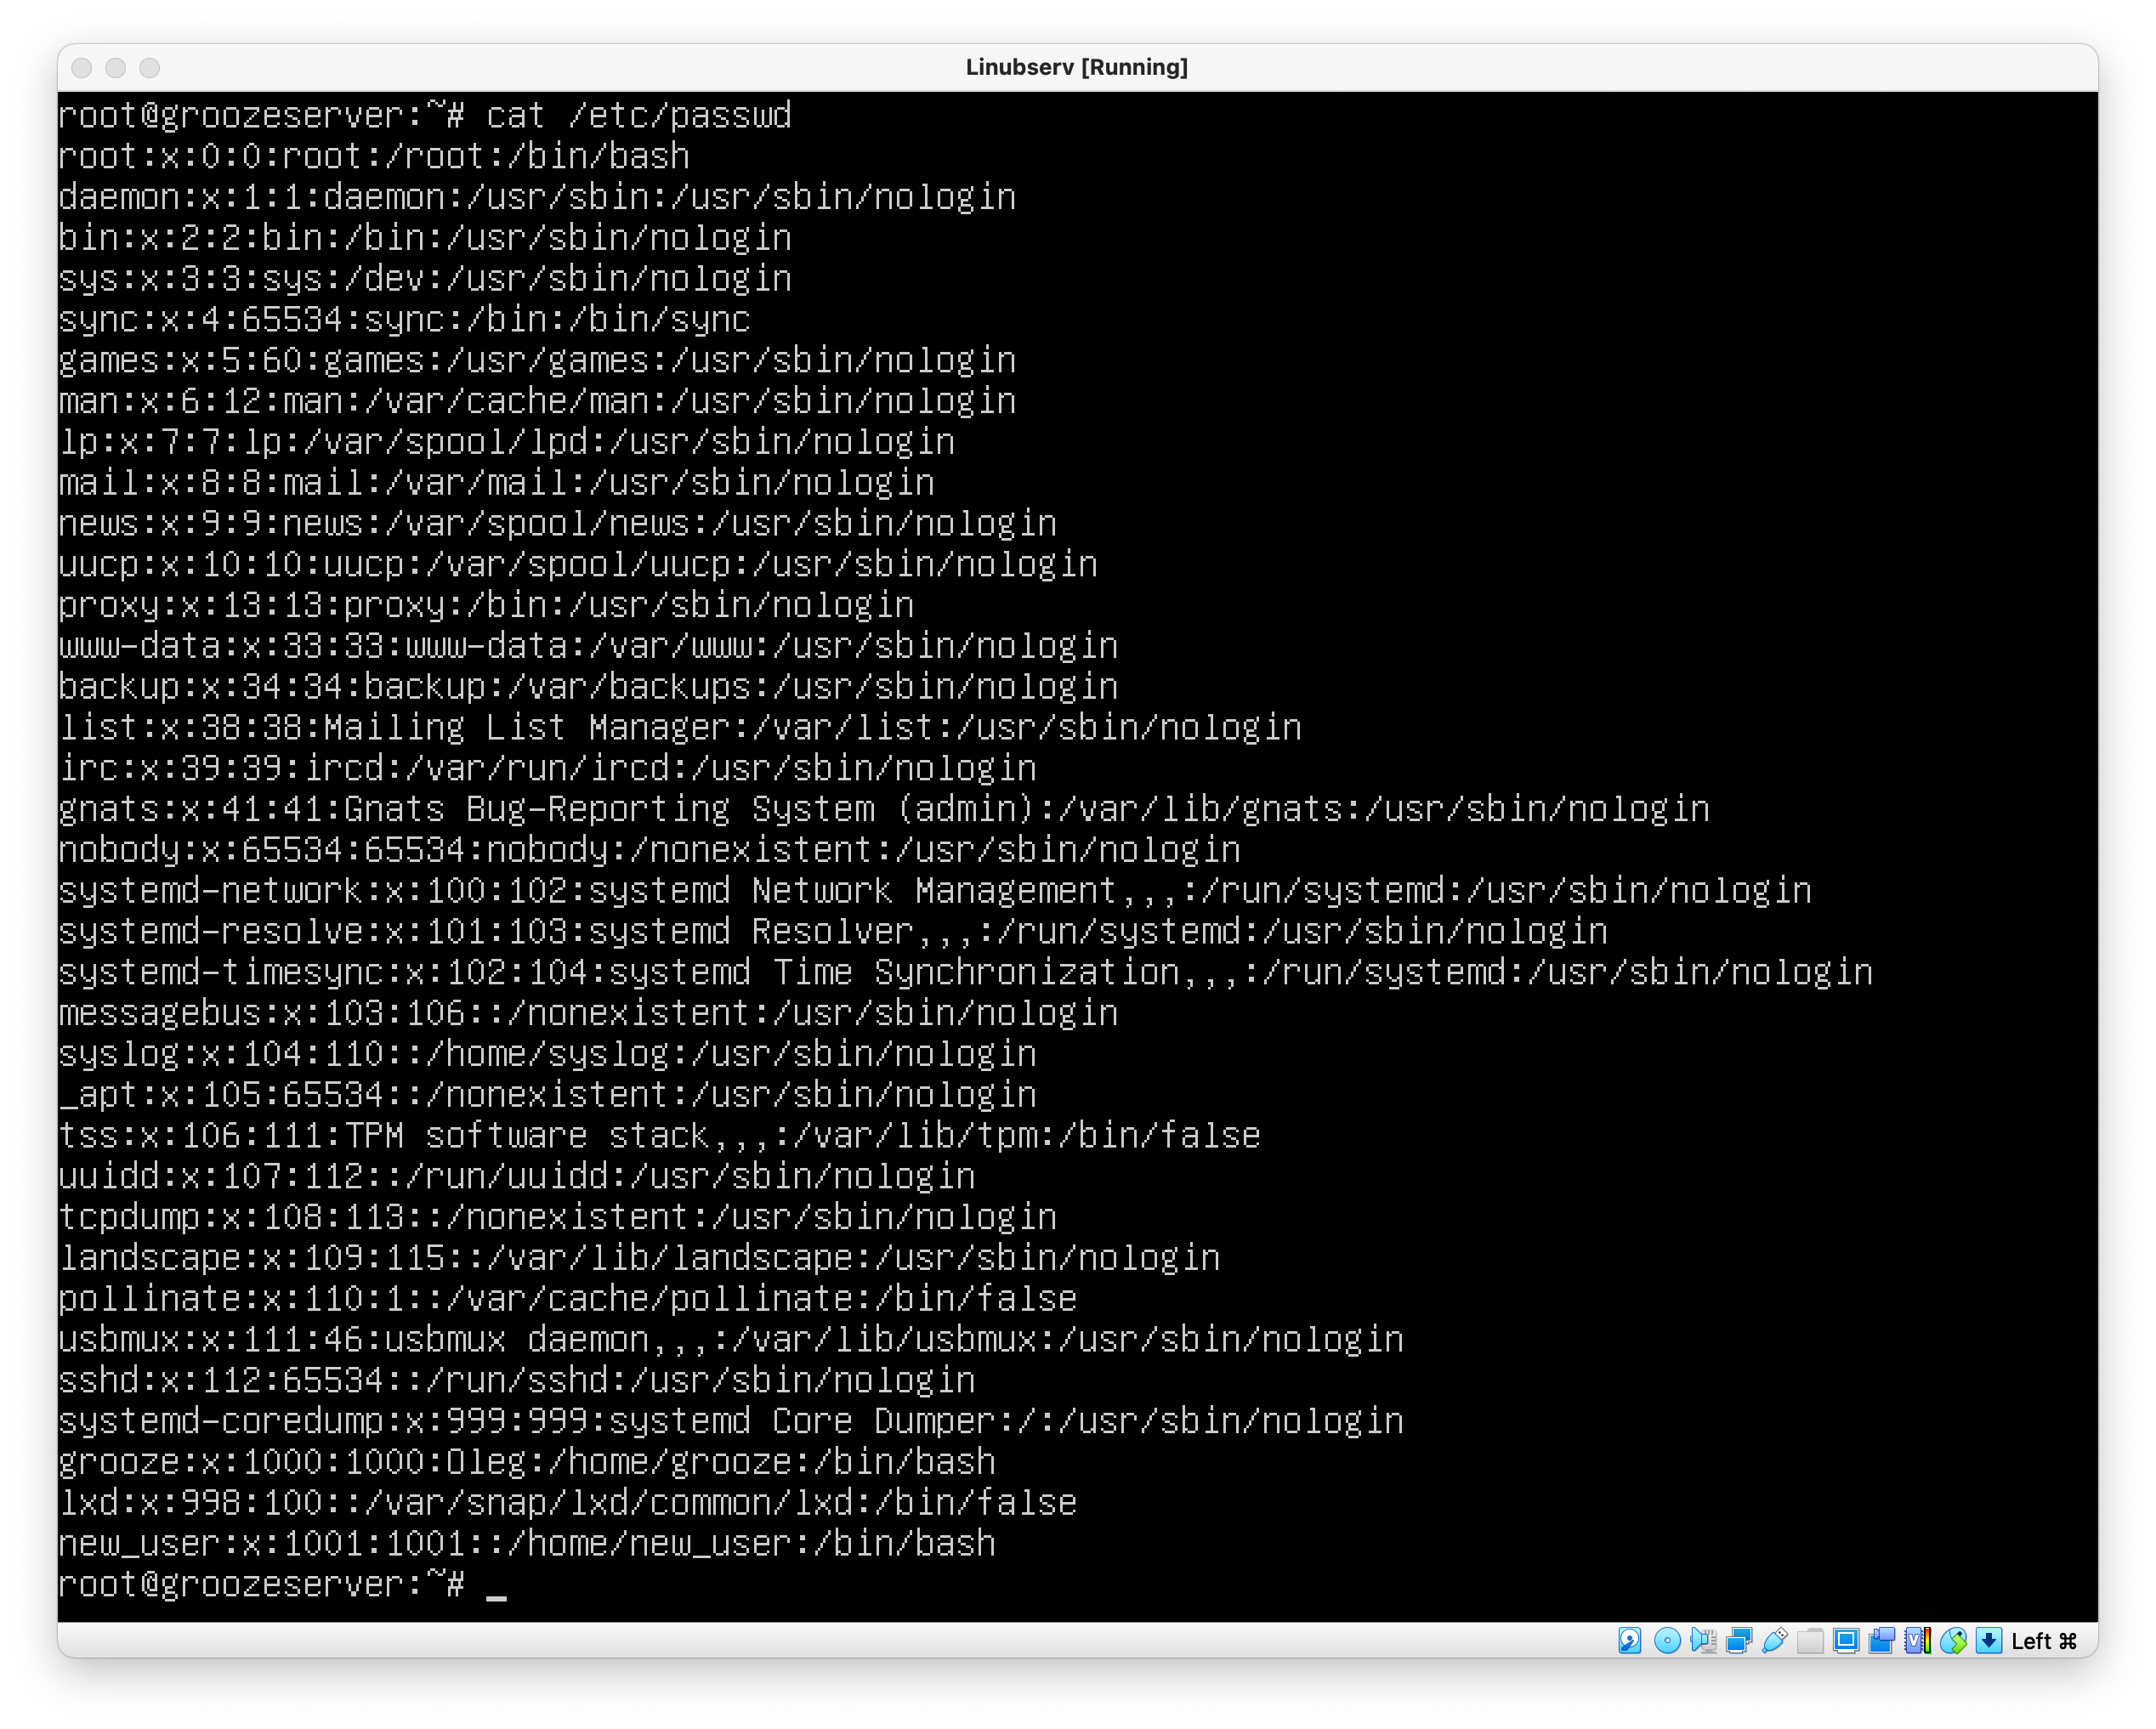 Linubserv [Running]
root@groozeserver:~# cat /etc/passwd
root:x:0:0:root:/root:/bin/bash
daemon:x:1:1:daemon:/usr/sbin:/usr/sbin/nologin
bin:x:2:2:bin:/bin:/usr/sbin/nologin
sys:x:3:3:sys:/dev:/usr/sbin/nologin
sync:x:4:65534:sync:/bin:/bin/sync
games:x:5:60:games:/usr/games:/usr/sbin/nologin
man:x:6:12:man:/var/cache/man:/usr/sbin/nologin
lp:x:7:7:lp:/var/spool/lpd:/usr/sbin/nologin
mail:x:8:8:mail:/var/mail:/usr/sbin/nologin
news:x:9:9:news:/var/spool/news:/usr/sbin/nologin
uucp:x:10:10:uucp:/var/spool/uucp:/usr/sbin/nologin
proxy:x:13:13:proxy:/bin:/usr/sbin/nologin
www-data:x:33:33:www-data:/var/www:/usr/sbin/nologin
backup:x:34:34:backup:/var/backups:/usr/sbin/nologin
list:x:38:38:Mailing List Manager:/var/list:/usr/sbin/nologin
irc:x:39:39:ircd:/var/run/ircd:/usr/sbin/nologin
gnats:x:41:41:Gnats Bug-Reporting System (admin):/var/lib/gnats:/usr/sbin/nologin
nobody:x:65534:65534:nobody:/nonexistent:/usr/sbin/nologin
systemd-network:x:100:102:systemd Network Management,,,:/run/systemd:/usr/sbin/nologin
systemd-resolve:x:101:103:systemd Resolver,,,:/run/systemd:/usr/sbin/nologin
systemd-timesync:x:102:104:systemd Time Synchronization,,,:/run/systemd:/usr/sbin/nologin
messagebus:x:103:106::/nonexistent:/usr/sbin/nologin
syslog:x:104:110::/home/syslog:/usr/sbin/nologin
_apt:x:105:65534::/nonexistent:/usr/sbin/nologin
tss:x:106:111:TPM software stack,,,:/var/lib/tpm:/bin/false
uuidd:x:107:112::/run/uuidd:/usr/sbin/nologin
tcpdump:x:108:113::/nonexistent:/usr/sbin/nologin
landscape:x:109:115::/var/lib/landscape:/usr/sbin/nologin
pollinate:x:110:1::/var/cache/pollinate:/bin/false
usbmux:x:111:46:usbmux daemon,,,:/var/lib/usbmux:/usr/sbin/nologin
sshd:x:112:65534::/run/sshd:/usr/sbin/nologin
systemd-coredump:x:999:999:systemd Core Dumper:/:/usr/sbin/nologin
grooze:x:1000:1000:Oleg:/home/grooze:/bin/bash
lxd:x:998:100::/var/snap/lxd/common/lxd:/bin/false
new_user:x:1001:1001::/home/new_user:/bin/bash
root@groozeserver:~# _
Left ⌘